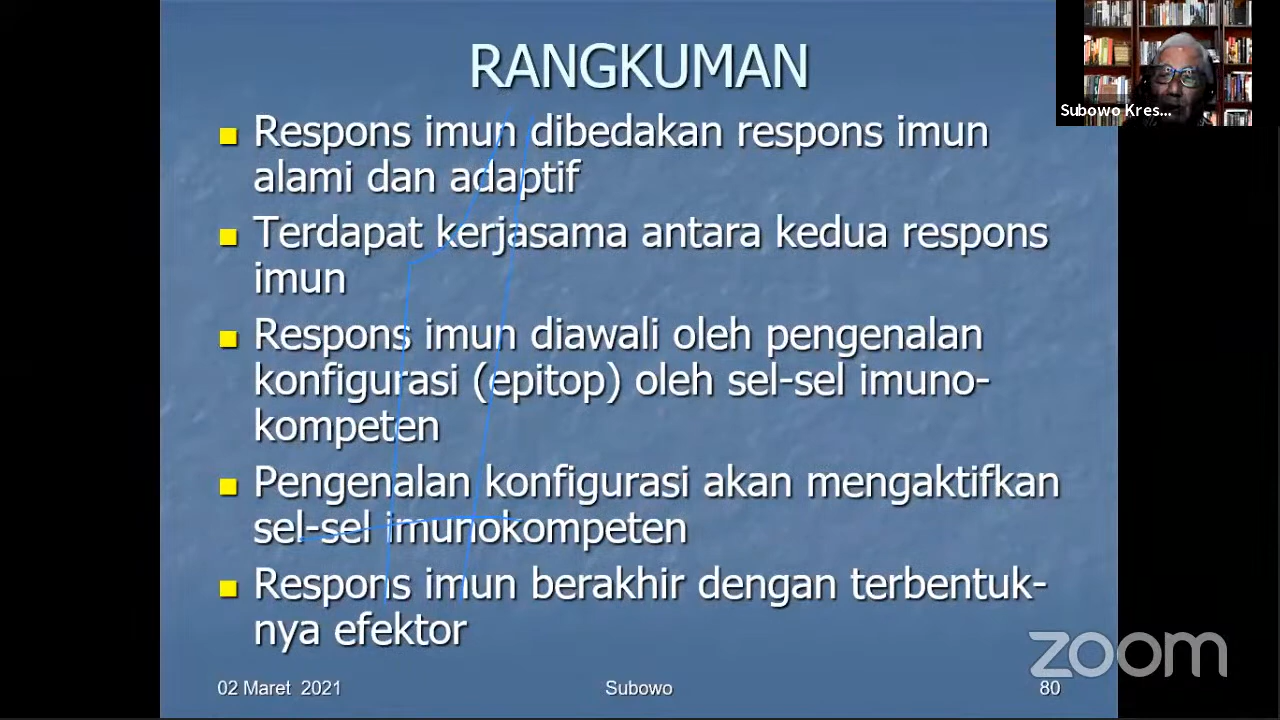 RANGKUMAN
Respons imun dibedakan respons imun
alami dan adaptif
Terdapat kerjasama antara kedua respons
imun
Respons imun diawali oleh pengenalan
konfigurasi (epitop) oleh sel-sel imuno-
kompeten
Pengenalan konfigurasi akan mengaktifkan
sel-sel imunokompeten
Respons imun berakhir dengan terbentuk-
nya efektor
02 Maret 2021
Subowo
80
Subowo Kres...
zoom